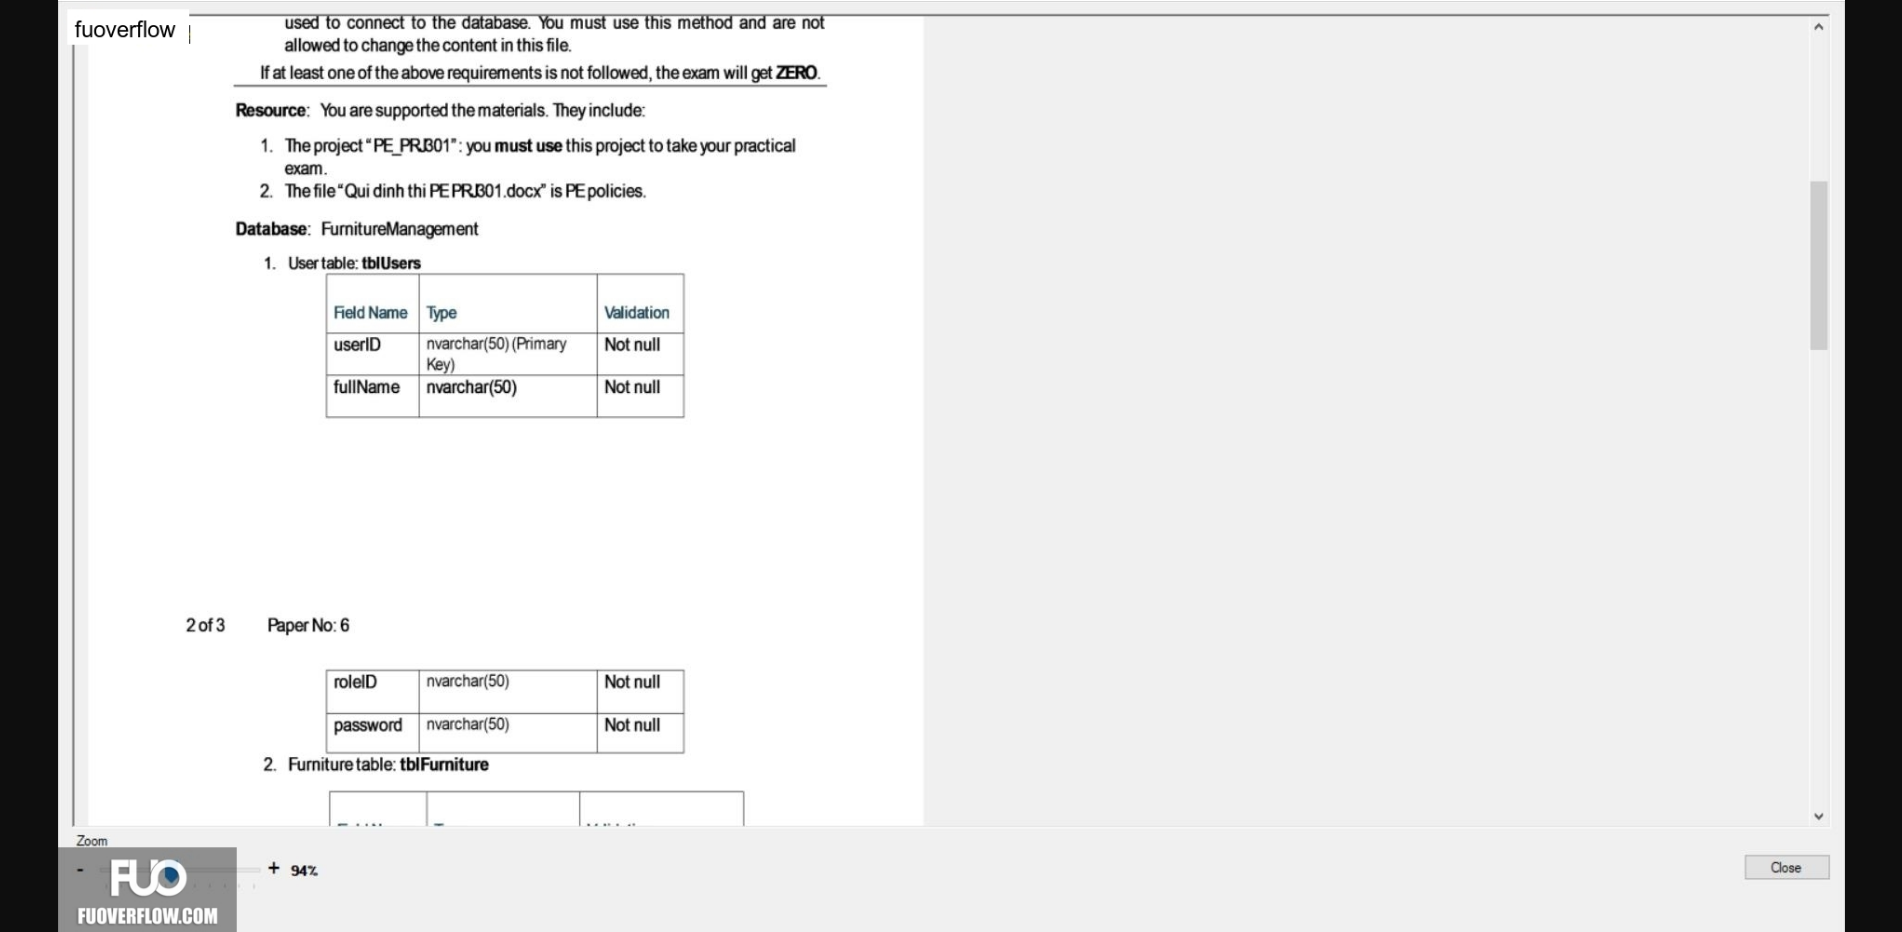 fuoverflow
used to connect to the database. You must use this method and are not
allowed to change the content in this file.
If at least one of the above requirements is not followed, the exam will get ZERO.
Resource: You are supported the materials. They include:
1. The project “PE_PRJ301”: you must use this project to take your practical
exam.
2. The file “Qui dinh thi PE PRJ301.docx” is PE policies.
Database: FurnitureManagement
1. User table: tblUsers
Field Name Type Validation
userID nvarchar(50) (Primary Not null
Key)
fullName nvarchar(50) Not null
2 of 3 Paper No: 6
roleID nvarchar(50) Not null
password nvarchar(50) Not null
2. Furniture table: tblFurniture
Zoom
- + 94%
Close
FUO
FUOVERFLOW.COM